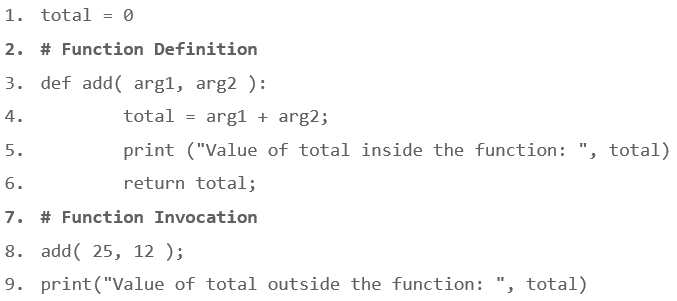 1. total = 0
2. # Function Definition
3. def add( arg1, arg2 ):
4. total = arg1 + arg2;
5. print ("Value of total inside the function: ", total)
6. return total;
7. # Function Invocation
8. add( 25, 12 );
9. print("Value of total outside the function: ", total)